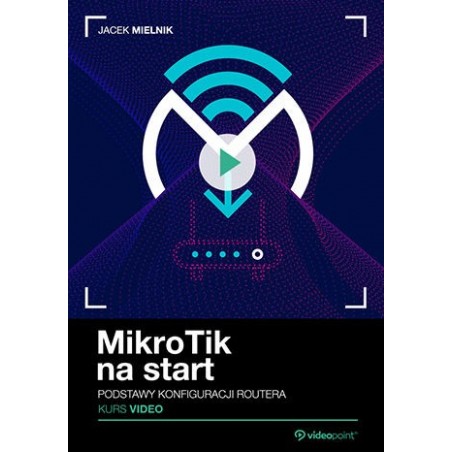 JACEK MIELNIK
MikroTik
na start
PODSTAWY KONFIGURACJI ROUTERA
KURS VIDEO
videopoint